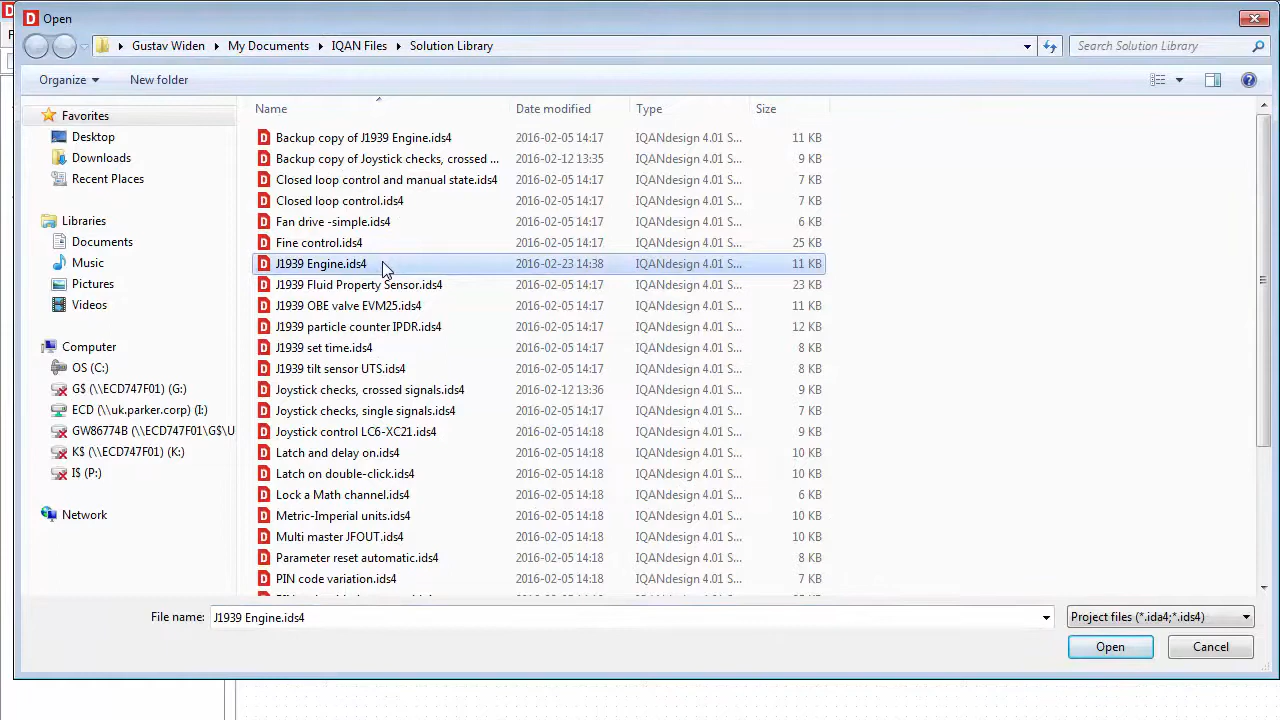 Open
Gustav Widen My Documents IQAN Files Solution Library Search Solution Library
Organize New folder
Name Date modified Type Size
Favorites
Desktop
Downloads
Recent Places
Libraries
Documents
Music
Pictures
Videos
Computer
OS (C:)
G$ (\\ECD747F01) (G:)
ECD (\\uk.parker.corp) (I:)
GW86774B (\\ECD747F01\G$\U
K$ (\\ECD747F01) (K:)
I$ (P:)
Network
Backup copy of J1939 Engine.ids4 2016-02-05 14:17 IQANdesign 4.01 S... 11 KB
Backup copy of Joystick checks, crossed ... 2016-02-12 13:35 IQANdesign 4.01 S... 9 KB
Closed loop control and manual state.ids4 2016-02-05 14:17 IQANdesign 4.01 S... 7 KB
Closed loop control.ids4 2016-02-05 14:17 IQANdesign 4.01 S... 7 KB
Fan drive -simple.ids4 2016-02-05 14:17 IQANdesign 4.01 S... 6 KB
Fine control.ids4 2016-02-05 14:17 IQANdesign 4.01 S... 25 KB
J1939 Engine.ids4 2016-02-23 14:38 IQANdesign 4.01 S... 11 KB
J1939 Fluid Property Sensor.ids4 2016-02-05 14:17 IQANdesign 4.01 S... 23 KB
J1939 OBE valve EVM25.ids4 2016-02-05 14:17 IQANdesign 4.01 S... 11 KB
J1939 particle counter IPDR.ids4 2016-02-05 14:17 IQANdesign 4.01 S... 12 KB
J1939 set time.ids4 2016-02-05 14:17 IQANdesign 4.01 S... 8 KB
J1939 tilt sensor UTS.ids4 2016-02-05 14:17 IQANdesign 4.01 S... 8 KB
Joystick checks, crossed signals.ids4 2016-02-12 13:36 IQANdesign 4.01 S... 9 KB
Joystick checks, single signals.ids4 2016-02-05 14:17 IQANdesign 4.01 S... 7 KB
Joystick control LC6-XC21.ids4 2016-02-05 14:18 IQANdesign 4.01 S... 9 KB
Latch and delay on.ids4 2016-02-05 14:18 IQANdesign 4.01 S... 10 KB
Latch on double-click.ids4 2016-02-05 14:18 IQANdesign 4.01 S... 10 KB
Lock a Math channel.ids4 2016-02-05 14:18 IQANdesign 4.01 S... 6 KB
Metric-Imperial units.ids4 2016-02-05 14:18 IQANdesign 4.01 S... 10 KB
Multi master JFOUT.ids4 2016-02-05 14:18 IQANdesign 4.01 S... 10 KB
Parameter reset automatic.ids4 2016-02-05 14:18 IQANdesign 4.01 S... 8 KB
PIN code variation.ids4 2016-02-05 14:18 IQANdesign 4.01 S... 7 KB
File name: J1939 Engine.ids4 Project files (*.ida4;*.ids4)
Open Cancel